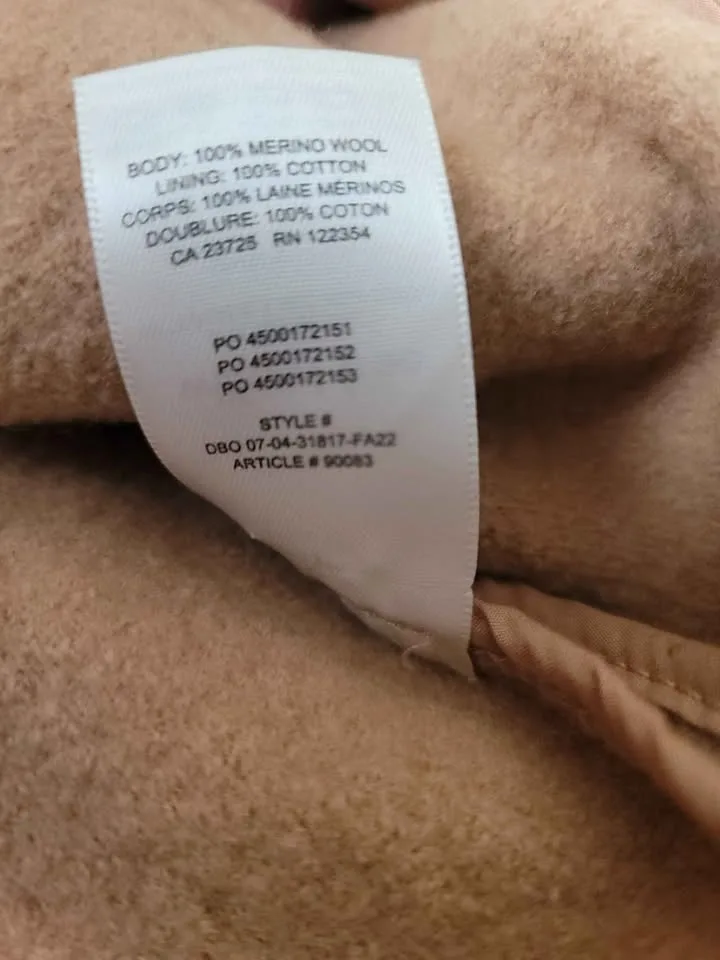 BODY: 100% MERINO WOOL
LINING: 100% COTTON
CORPS: 100% LAINE MÉRINOS
DOUBLURE: 100% COTON
CA 23725 RN 122354
PO 4500172151
PO 4500172152
PO 4500172153
STYLE #
DBO 07-04-31817-FA22
ARTICLE # 90083